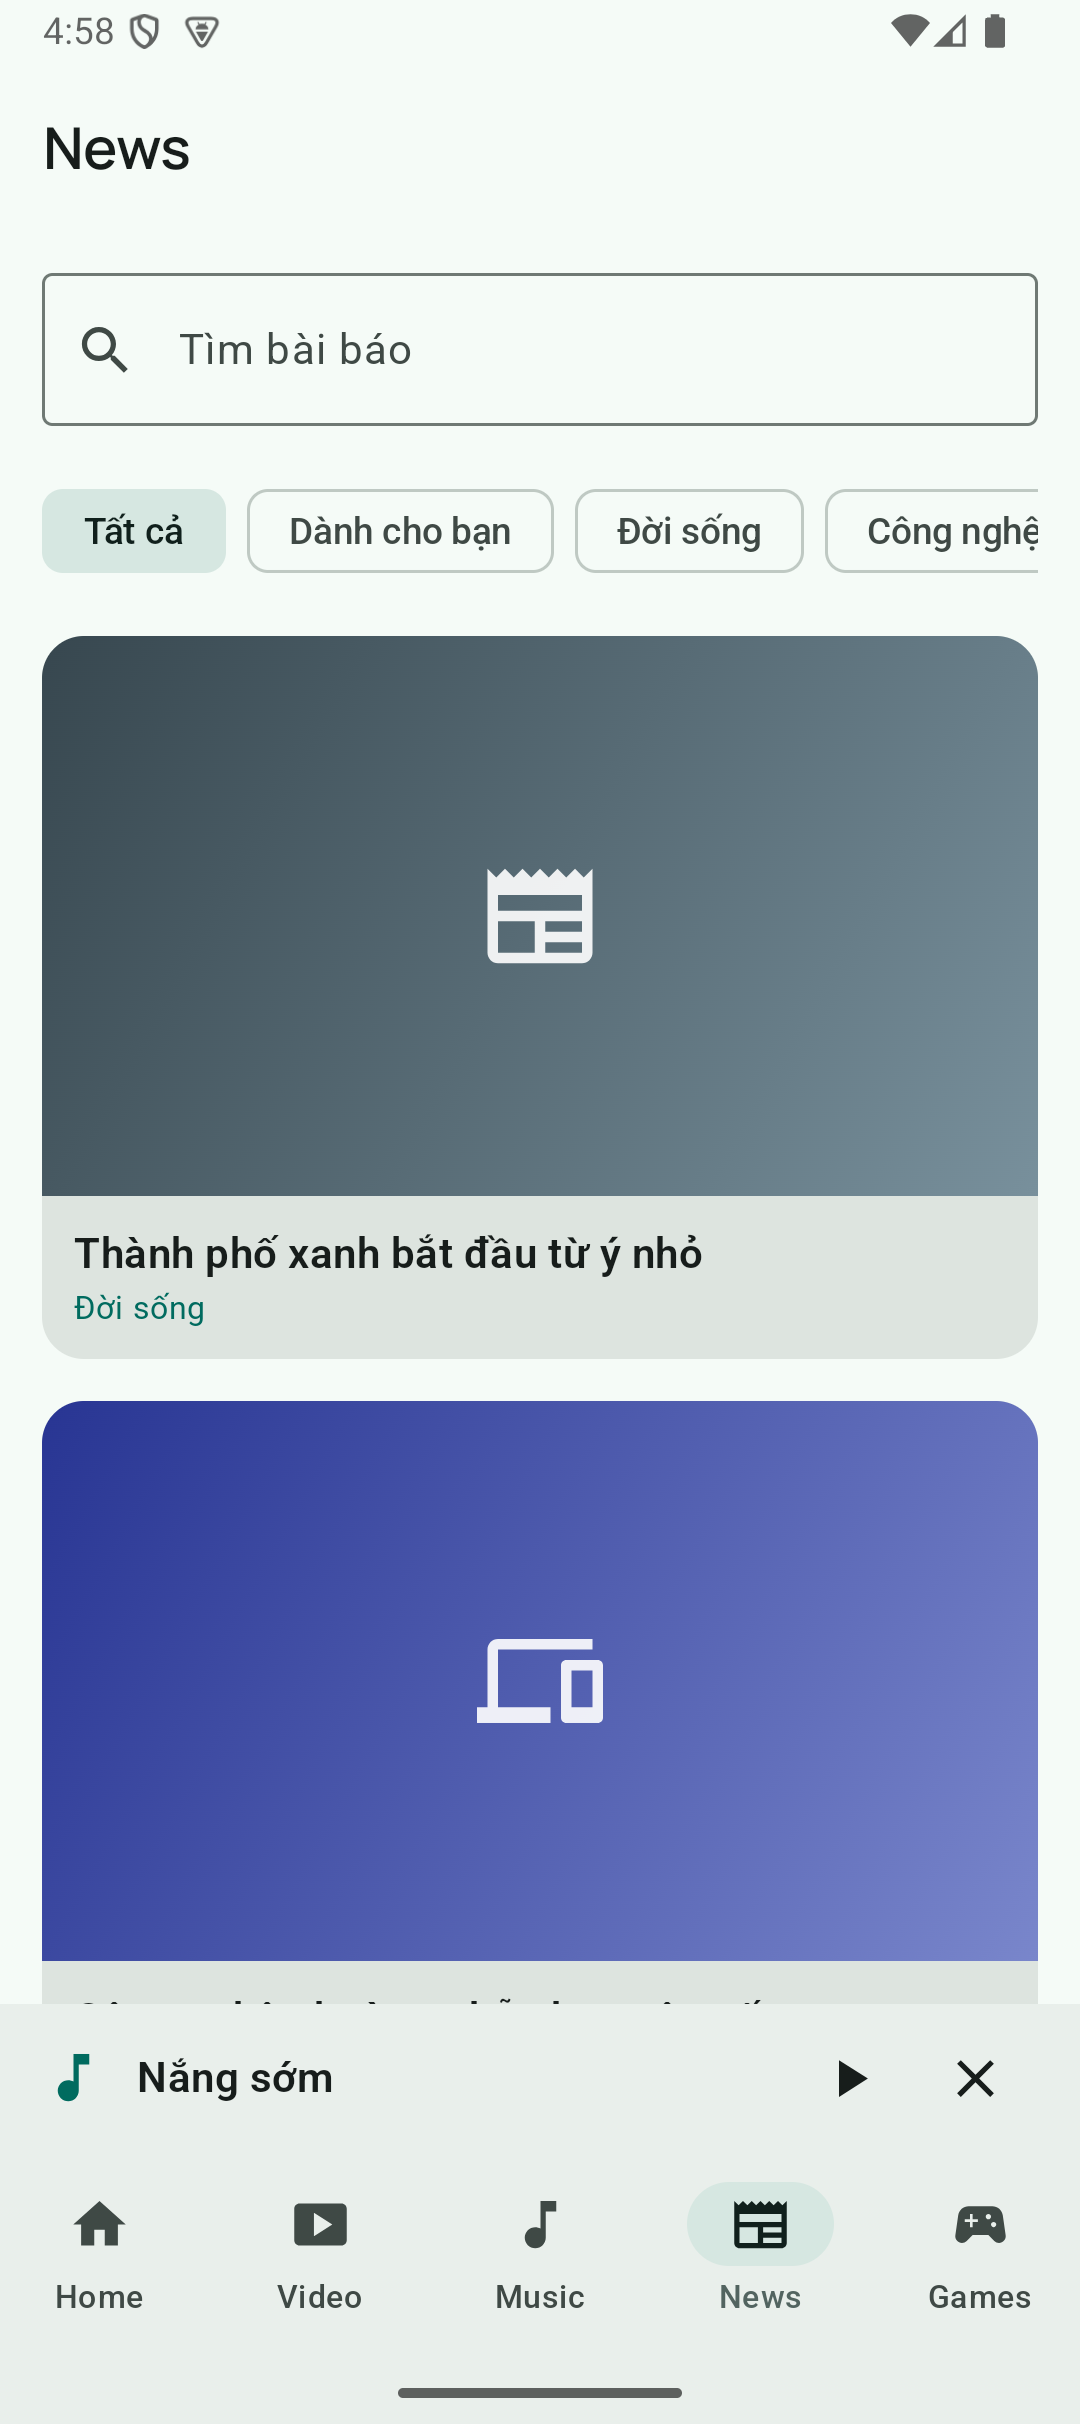 4:58
News
Tìm bài báo
Tất cả
Dành cho bạn
Đời sống
Công nghệ
Thành phố xanh bắt đầu từ ý nhỏ
Đời sống
Nắng sớm
Home
Video
Music
News
Games